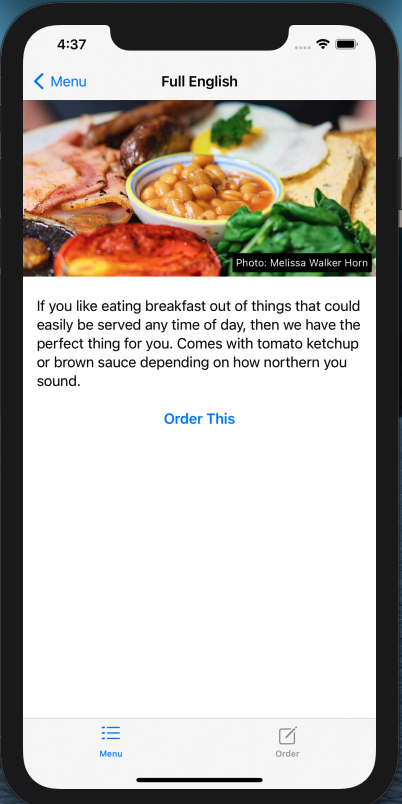 4:37
Menu
Full English
Photo: Melissa Walker Horn
If you like eating breakfast out of things that could
easily be served any time of day, then we have the
perfect thing for you. Comes with tomato ketchup
or brown sauce depending on how northern you
sound.
Order This
Menu
Order